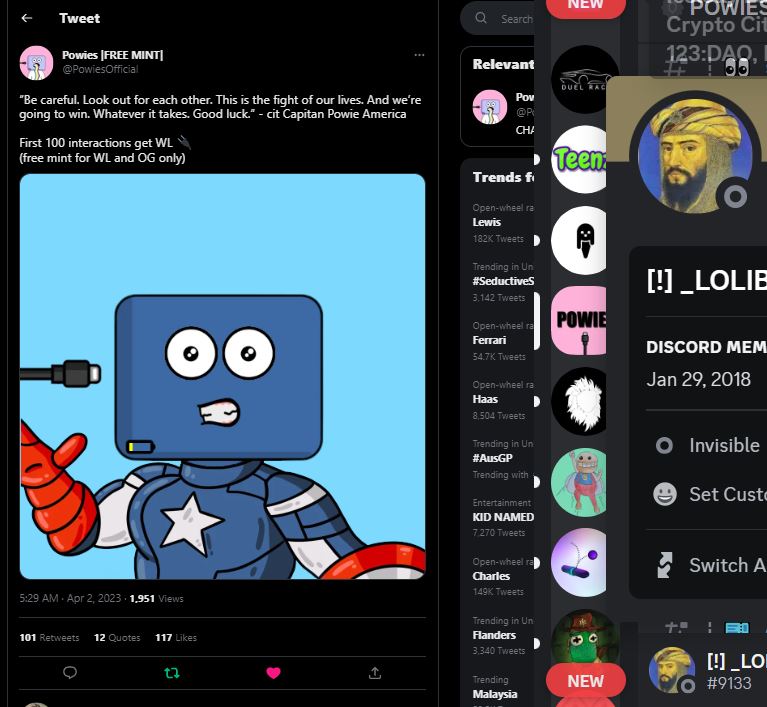 Tweet
Powies |FREE MINT|
@PowiesOfficial
“Be careful. Look out for each other. This is the fight of our lives. And we're
going to win. Whatever it takes. Good luck.” - cit Capitan Powie America
First 100 interactions get WL 🔌
(free mint for WL and OG only)
5:29 AM · Apr 2, 2023 · 1,951 Views
101 Retweets 12 Quotes 117 Likes
Search
Relevant
Pow
@Po
CHA
Trends fo
Open-wheel ra
Lewis
182K Tweets
Trending in Un
#SeductiveS
3,142 Tweets
Open-wheel ra
Ferrari
54.7K Tweets
Open-wheel ra
Haas
8,504 Tweets
Trending in Un
#AusGP
Trending with
Entertainment
KID NAMED
7,270 Tweets
Open-wheel ra
Charles
149K Tweets
Trending in Un
Flanders
3,340 Tweets
Trending
Malaysia
NEW
DUEL RAC
Teenz
POWIE
NEW
POWIES
Crypto Cit
123:DAO,
[!] _LOLIB
DISCORD MEM
Jan 29, 2018
Invisible
Set Custo
Switch A
[!] _LO
#9133